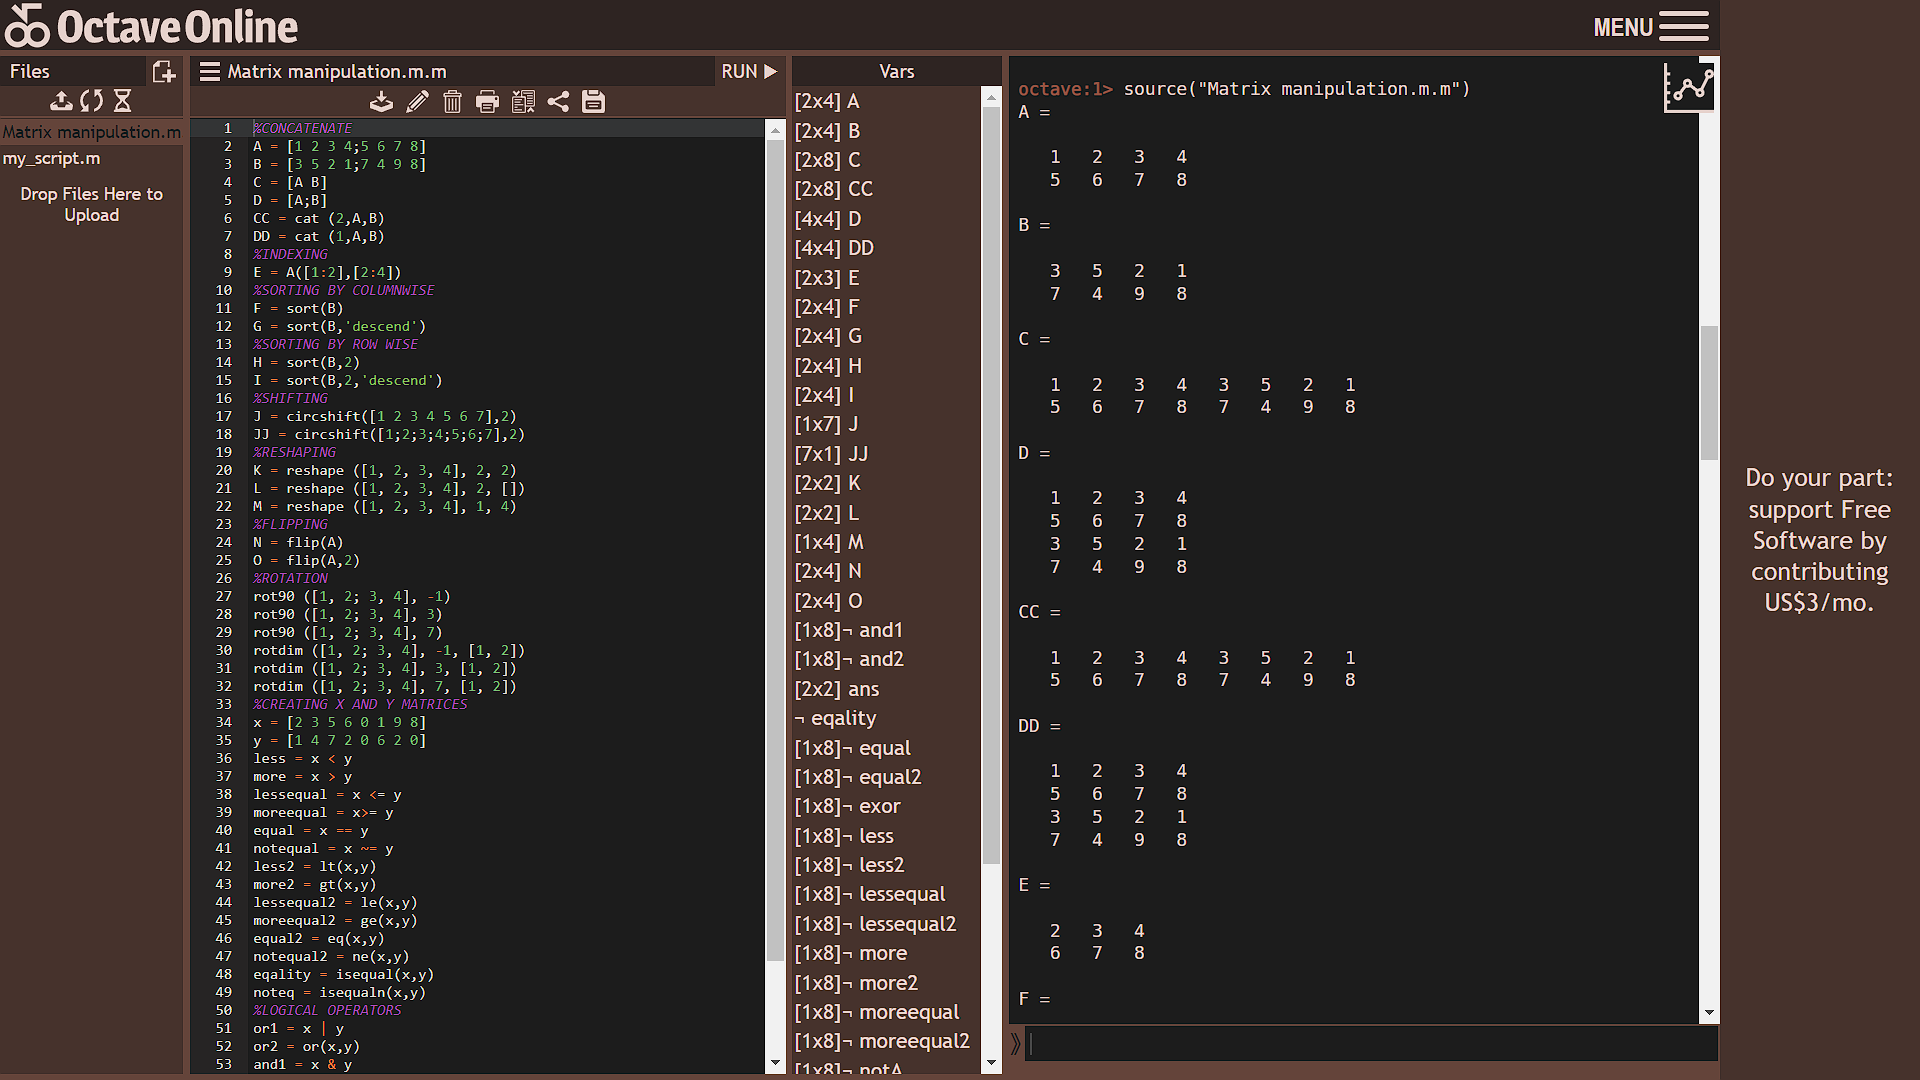 Octave Online
MENU
Files
Matrix manipulation.m
my_script.m
Drop Files Here to
Upload
Matrix manipulation.m.m
RUN
1 %CONCATENATE
2 A = [1 2 3 4;5 6 7 8]
3 B = [3 5 2 1;7 4 9 8]
4 C = [A B]
5 D = [A;B]
6 CC = cat (2,A,B)
7 DD = cat (1,A,B)
8 %INDEXING
9 E = A([1:2],[2:4])
10 %SORTING BY COLUMNWISE
11 F = sort(B)
12 G = sort(B,'descend')
13 %SORTING BY ROW WISE
14 H = sort(B,2)
15 I = sort(B,2,'descend')
16 %SHIFTING
17 J = circshift([1 2 3 4 5 6 7],2)
18 JJ = circshift([1;2;3;4;5;6;7],2)
19 %RESHAPING
20 K = reshape ([1, 2, 3, 4], 2, 2)
21 L = reshape ([1, 2, 3, 4], 2, [])
22 M = reshape ([1, 2, 3, 4], 1, 4)
23 %FLIPPING
24 N = flip(A)
25 O = flip(A,2)
26 %ROTATION
27 rot90 ([1, 2; 3, 4], -1)
28 rot90 ([1, 2; 3, 4], 3)
29 rot90 ([1, 2; 3, 4], 7)
30 rotdim ([1, 2; 3, 4], -1, [1, 2])
31 rotdim ([1, 2; 3, 4], 3, [1, 2])
32 rotdim ([1, 2; 3, 4], 7, [1, 2])
33 %CREATING X AND Y MATRICES
34 x = [2 3 5 6 0 1 9 8]
35 y = [1 4 7 2 0 6 2 0]
36 less = x < y
37 more = x > y
38 lessequal = x <= y
39 moreequal = x>= y
40 equal = x == y
41 notequal = x ~= y
42 less2 = lt(x,y)
43 more2 = gt(x,y)
44 lessequal2 = le(x,y)
45 moreequal2 = ge(x,y)
46 equal2 = eq(x,y)
47 notequal2 = ne(x,y)
48 eqality = isequal(x,y)
49 noteq = isequaln(x,y)
50 %LOGICAL OPERATORS
51 or1 = x | y
52 or2 = or(x,y)
53 and1 = x & y
Vars
[2x4] A
[2x4] B
[2x8] C
[2x8] CC
[4x4] D
[4x4] DD
[2x3] E
[2x4] F
[2x4] G
[2x4] H
[2x4] I
[1x7] J
[7x1] JJ
[2x2] K
[2x2] L
[1x4] M
[2x4] N
[2x4] O
[1x8]¬ and1
[1x8]¬ and2
[2x2] ans
¬ eqality
[1x8]¬ equal
[1x8]¬ equal2
[1x8]¬ exor
[1x8]¬ less
[1x8]¬ less2
[1x8]¬ lessequal
[1x8]¬ lessequal2
[1x8]¬ more
[1x8]¬ more2
[1x8]¬ moreequal
[1x8]¬ moreequal2
[1x8]¬ notA
octave:1> source("Matrix manipulation.m.m")
A =
1 2 3 4
5 6 7 8
B =
3 5 2 1
7 4 9 8
C =
1 2 3 4 3 5 2 1
5 6 7 8 7 4 9 8
D =
1 2 3 4
5 6 7 8
3 5 2 1
7 4 9 8
CC =
1 2 3 4 3 5 2 1
5 6 7 8 7 4 9 8
DD =
1 2 3 4
5 6 7 8
3 5 2 1
7 4 9 8
E =
2 3 4
6 7 8
F =
Do your part:
support Free
Software by
contributing
US$3/mo.